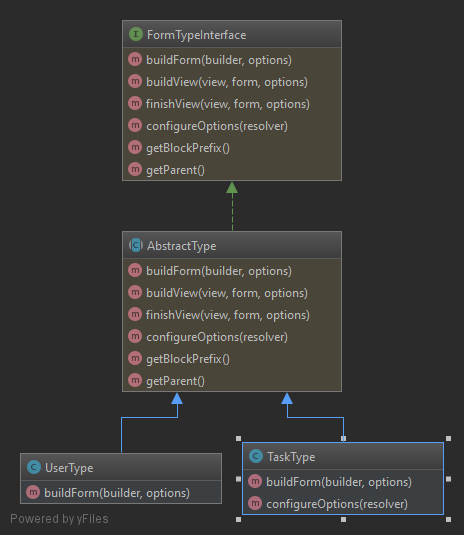 FormTypeInterface
buildForm(builder, options)
buildView(view, form, options)
finishView(view, form, options)
configureOptions(resolver)
getBlockPrefix()
getParent()
AbstractType
buildForm(builder, options)
buildView(view, form, options)
finishView(view, form, options)
configureOptions(resolver)
getBlockPrefix()
getParent()
UserType
buildForm(builder, options)
TaskType
buildForm(builder, options)
configureOptions(resolver)
Powered by yFiles